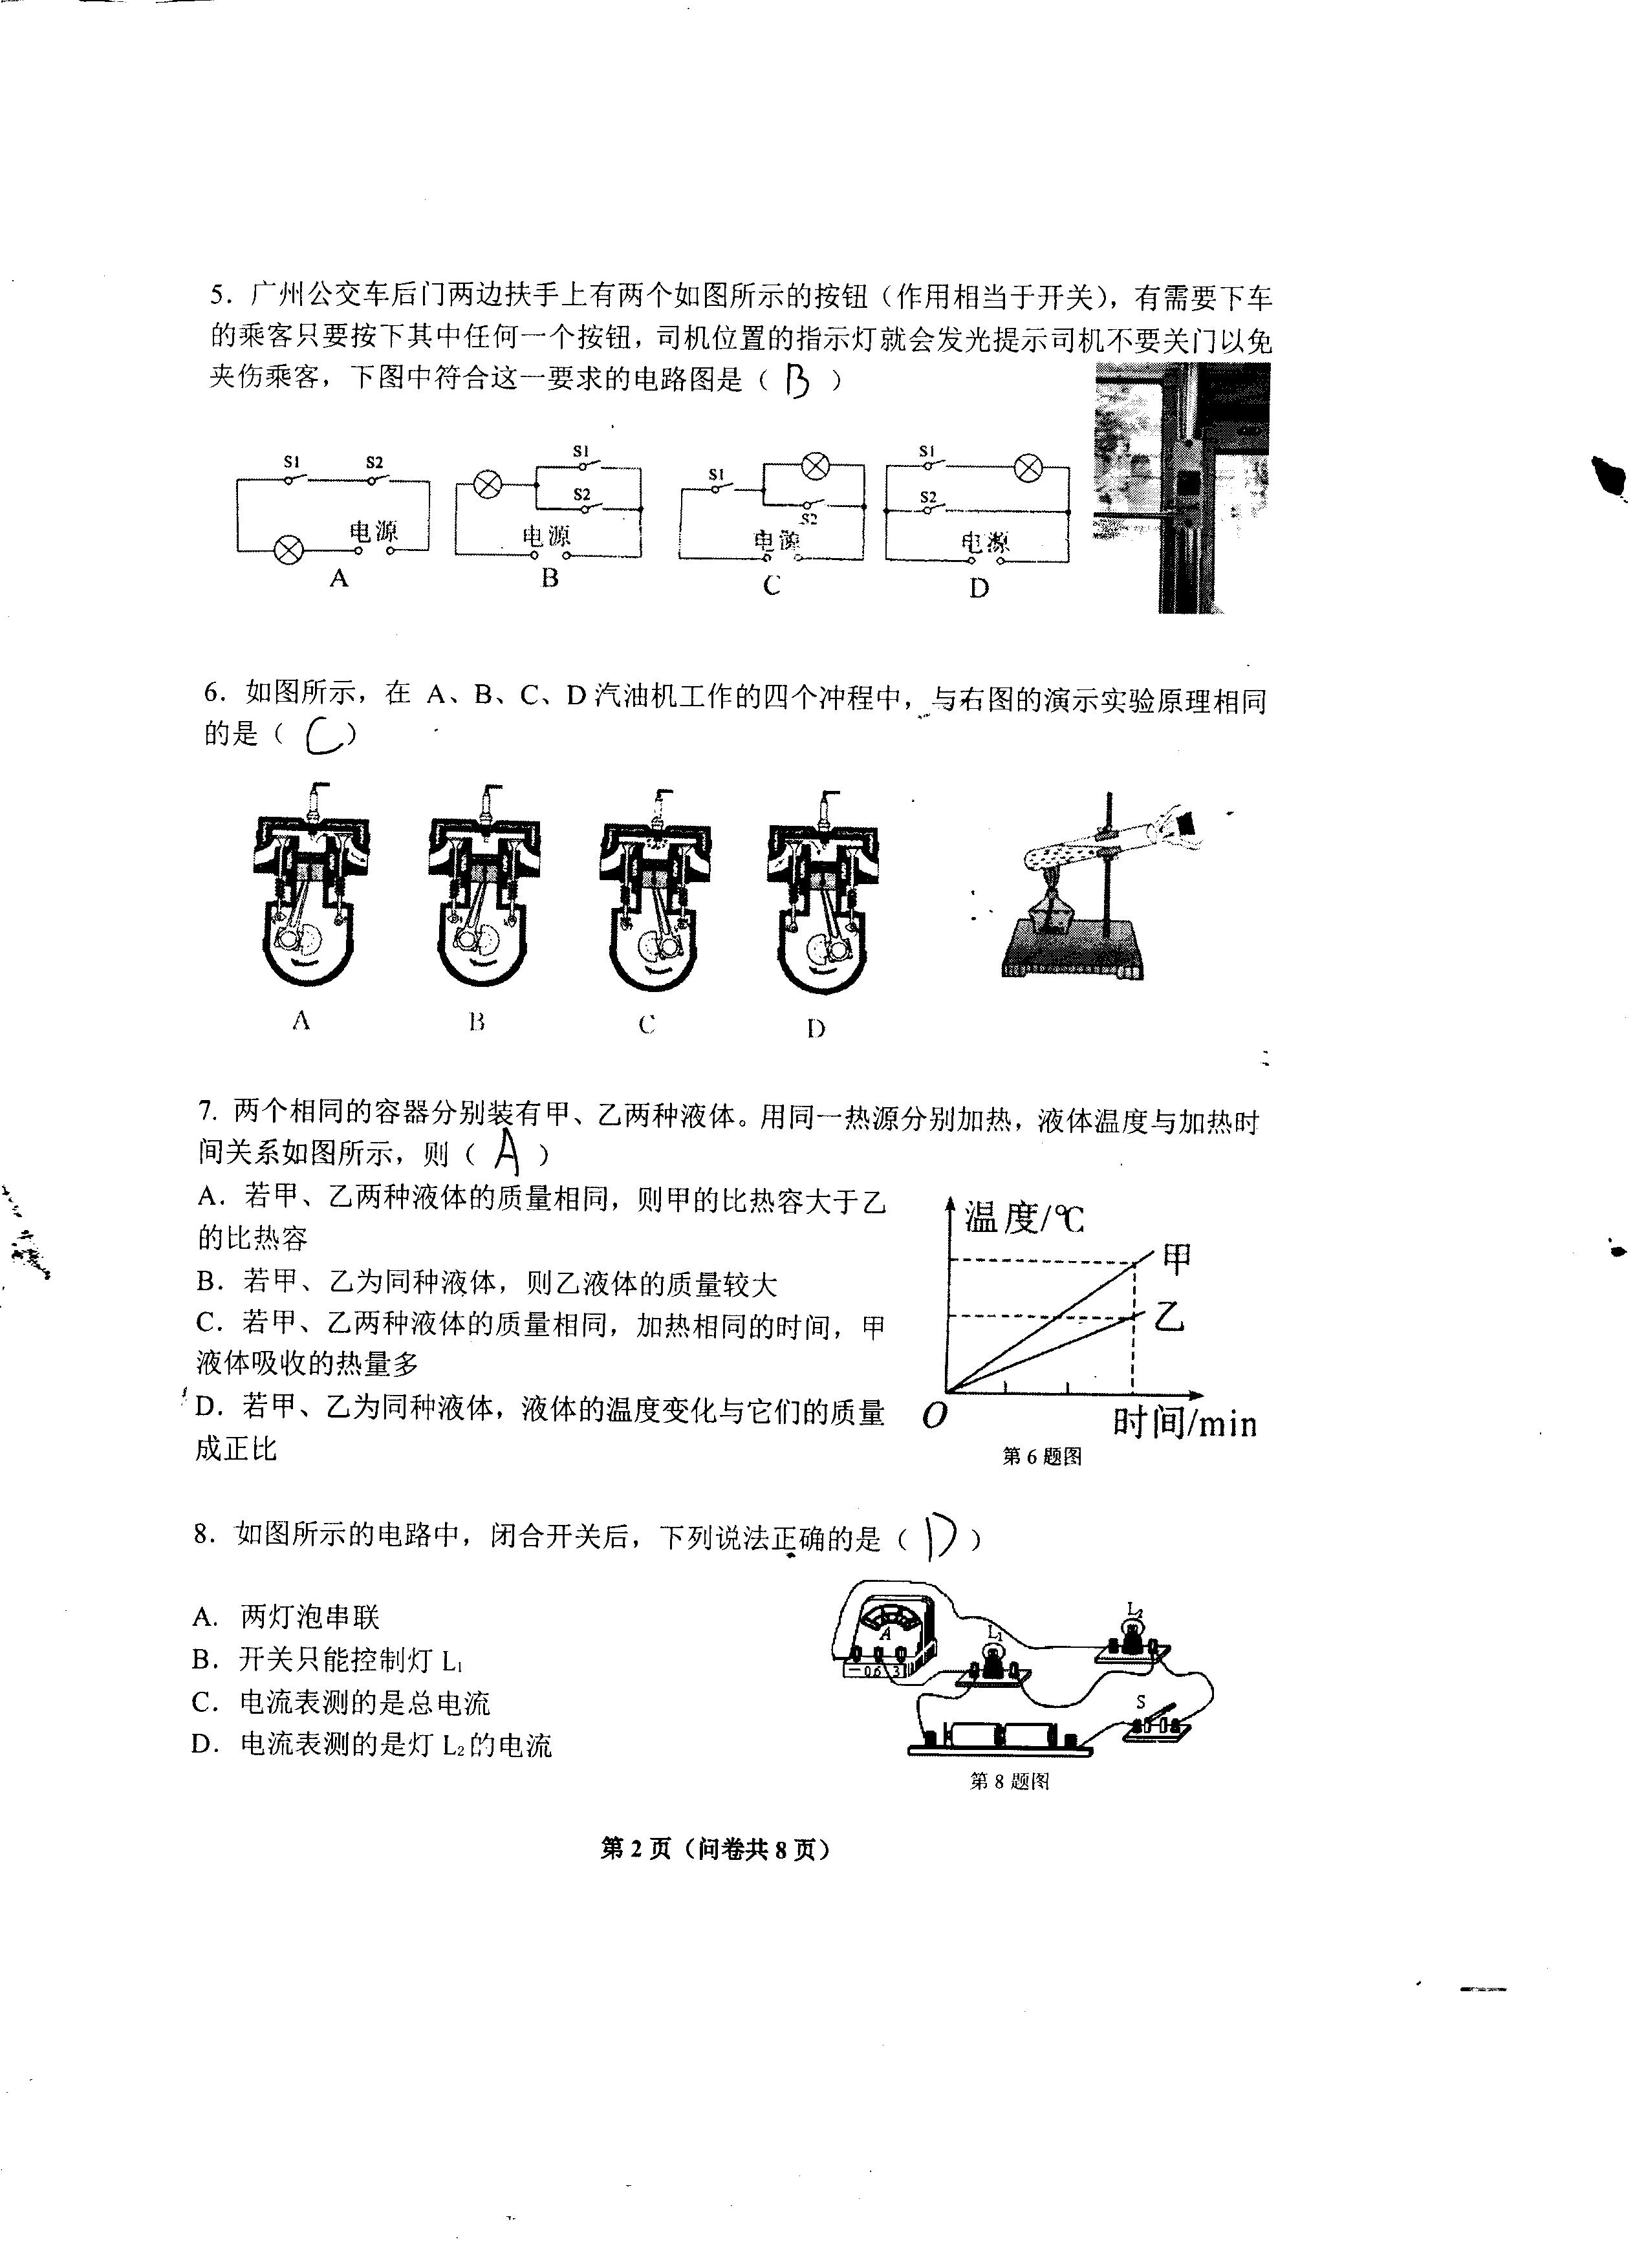 5．广州公交车后门两边扶手上有两个如图所示的按钮（作用相当于开关），有需要下车
的乘客只要按下其中任何一个按钮，司机位置的指示灯就会发光提示司机不要关门以免
夹伤乘客，下图中符合这一要求的电路图是（ B ）
S1 S2 电源 A
S1 S2 电源 B
S1 S2 电源 C
S1 S2 电源 D
6．如图所示，在 A、B、C、D 汽油机工作的四个冲程中，与右图的演示实验原理相同
的是（ C ）
A B C D
7. 两个相同的容器分别装有甲、乙两种液体。用同一热源分别加热，液体温度与加热时
间关系如图所示，则（ A ）
A．若甲、乙两种液体的质量相同，则甲的比热容大于乙
的比热容
B．若甲、乙为同种液体，则乙液体的质量较大
C．若甲、乙两种液体的质量相同，加热相同的时间，甲
液体吸收的热量多
D．若甲、乙为同种液体，液体的温度变化与它们的质量
成正比
温度/℃
甲
乙
O
时间/min
第 6 题图
8．如图所示的电路中，闭合开关后，下列说法正确的是（ D ）
A．两灯泡串联
B．开关只能控制灯 L₁
C．电流表测的是总电流
D．电流表测的是灯 L₂的电流
A
L₁
L₂
S
第 8 题图
第 2 页（问卷共 8 页）